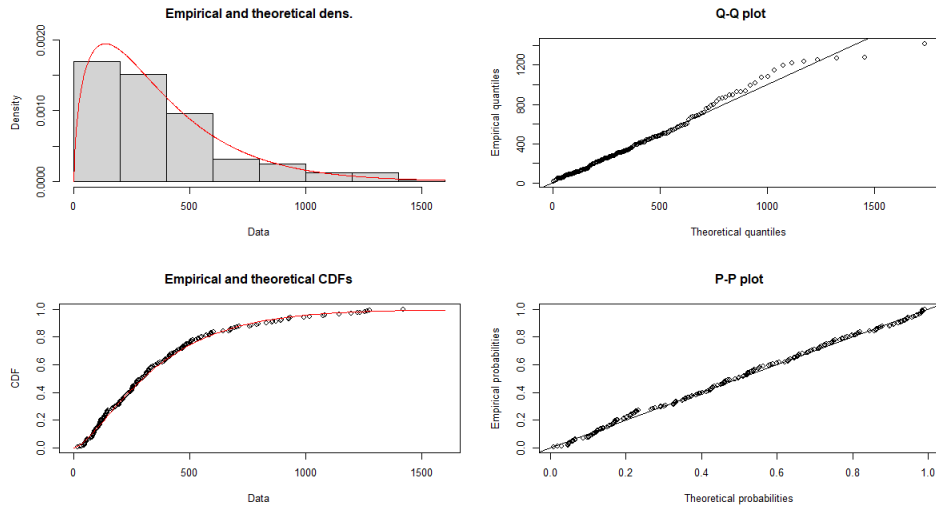 Empirical and theoretical dens.
Density
0.0000 0.0010 0.0020
0 500 1000 1500
Data
Q-Q plot
Empirical quantiles
0 400 800 1200
0 500 1000 1500
Theoretical quantiles
Empirical and theoretical CDFs
CDF
0.0 0.2 0.4 0.6 0.8 1.0
0 500 1000 1500
Data
P-P plot
Empirical probabilities
0.0 0.2 0.4 0.6 0.8 1.0
0.0 0.2 0.4 0.6 0.8 1.0
Theoretical probabilities